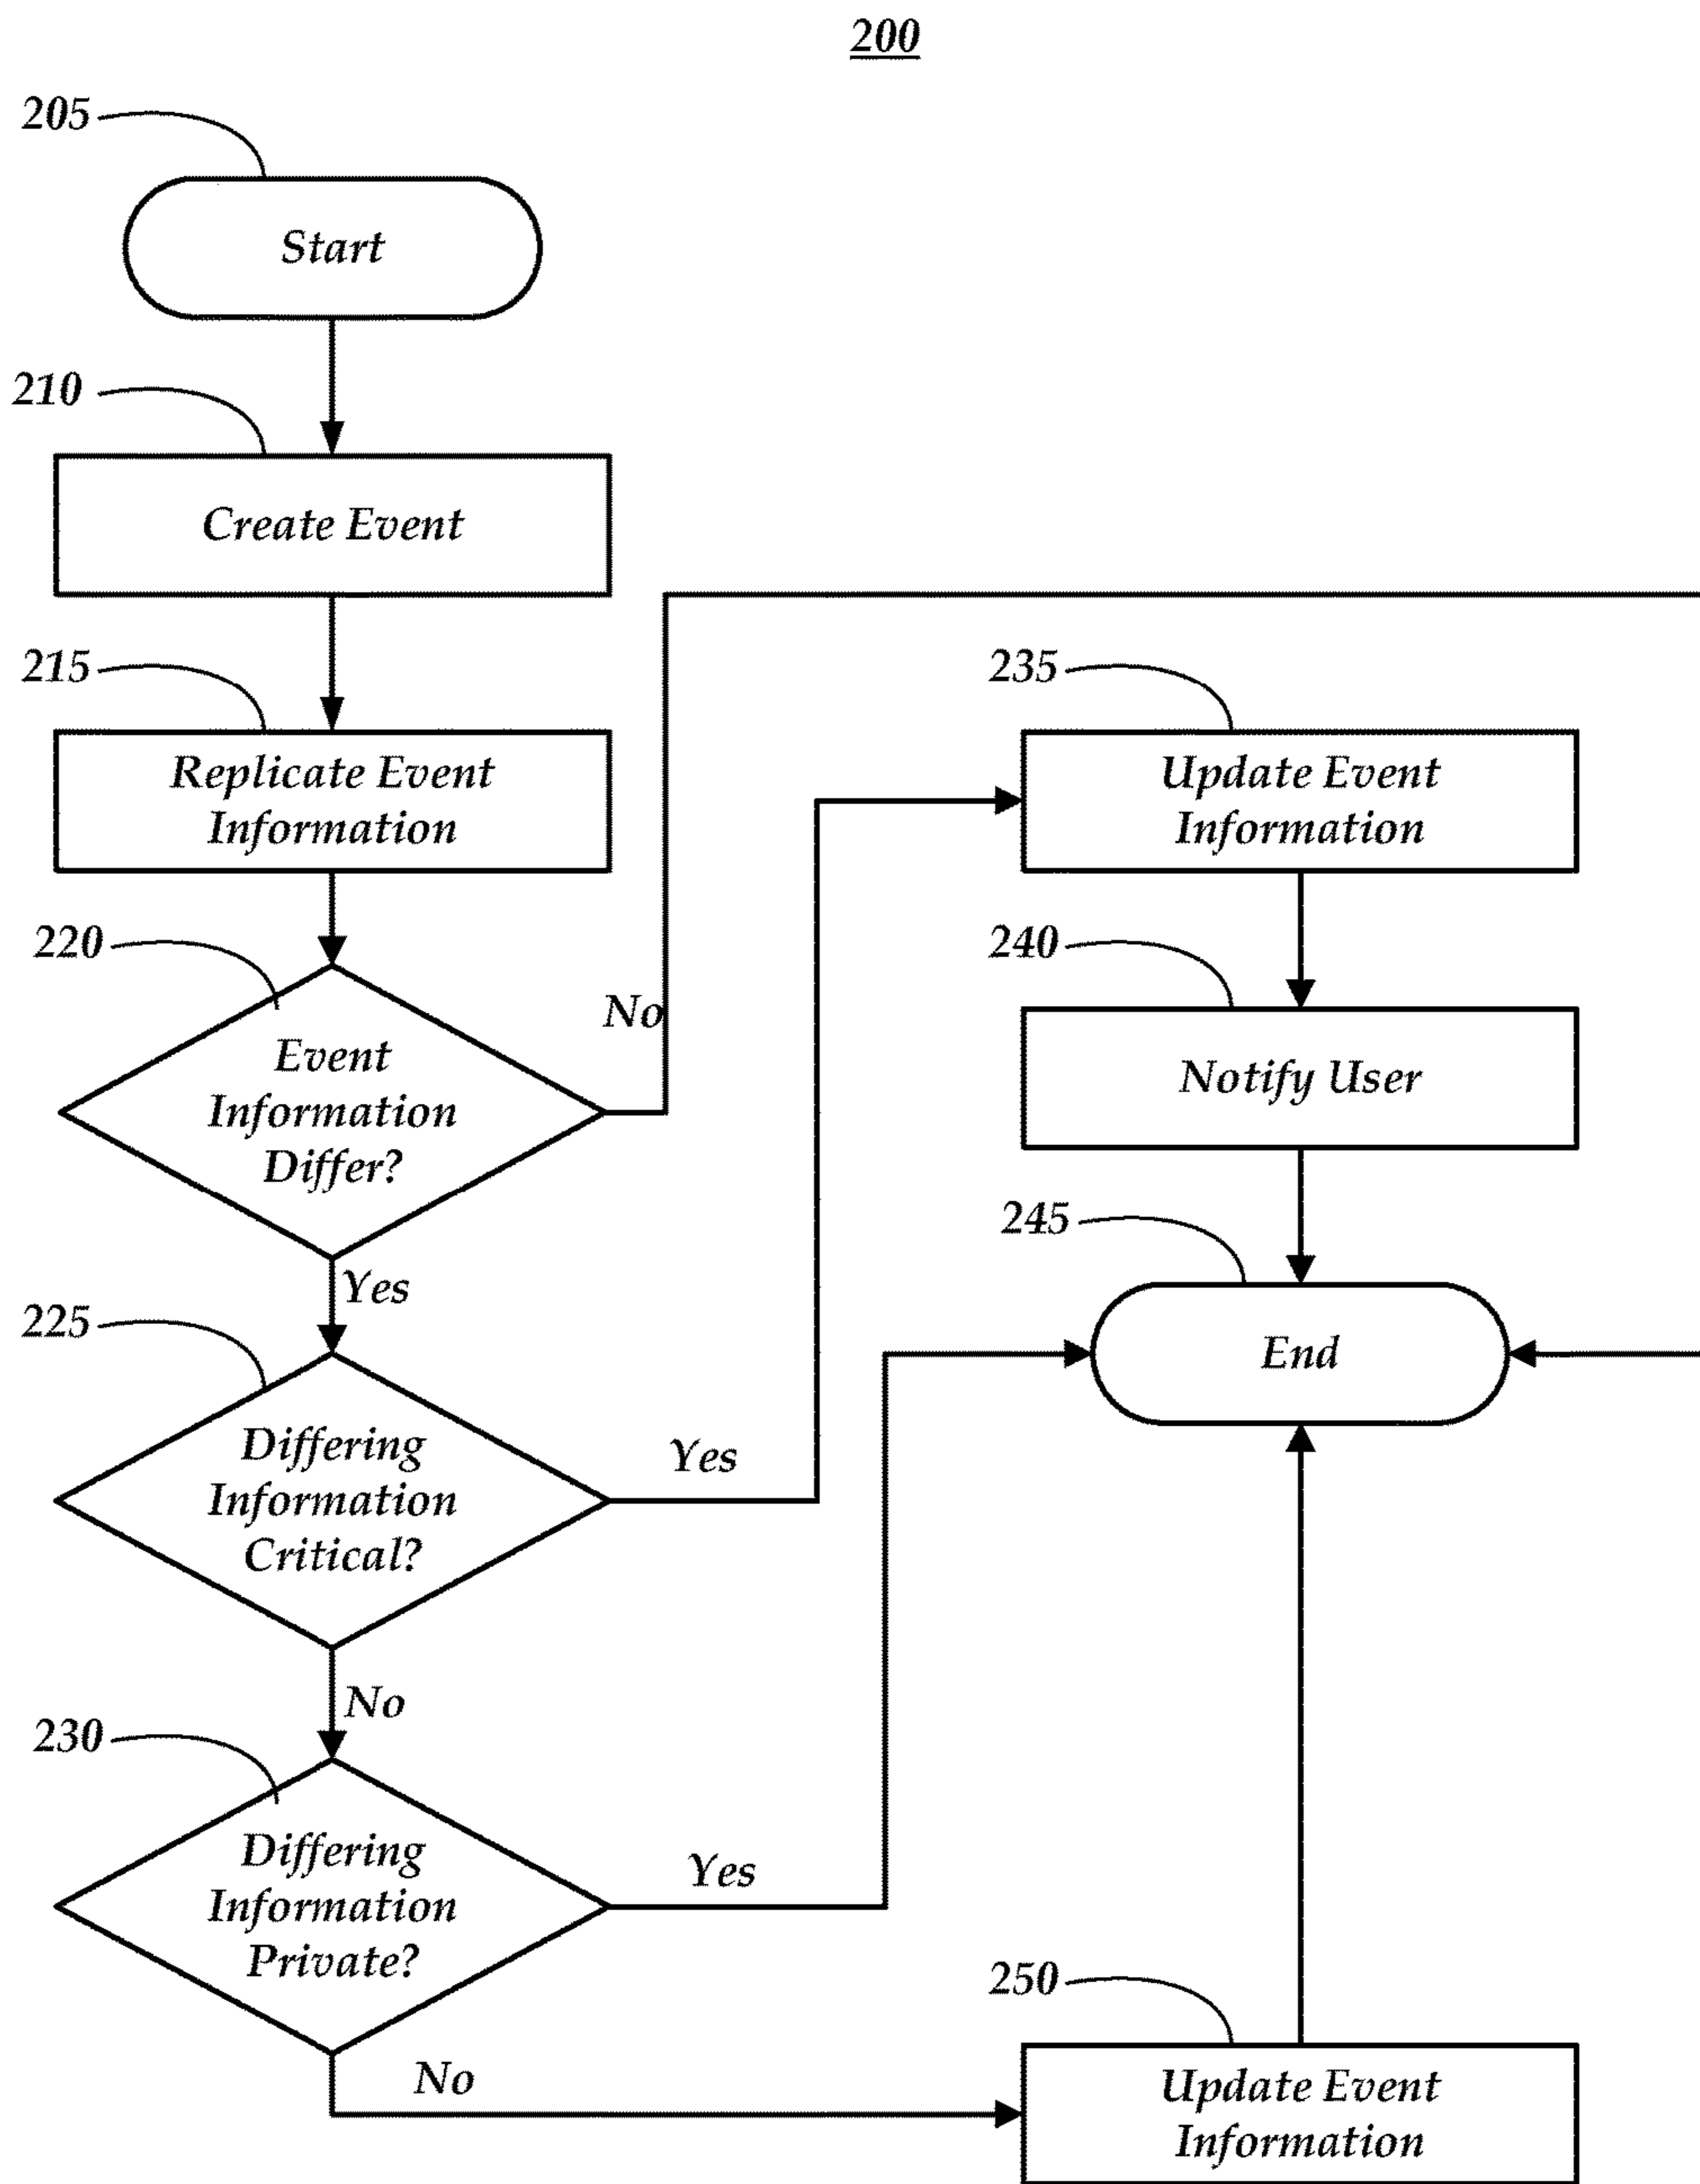 200
205
Start
210
Create Event
215
Replicate Event
Information
220
Event
Information
Differ?
No
Yes
225
Differing
Information
Critical?
Yes
No
230
Differing
Information
Private?
Yes
No
235
Update Event
Information
240
Notify User
245
End
250
Update Event
Information